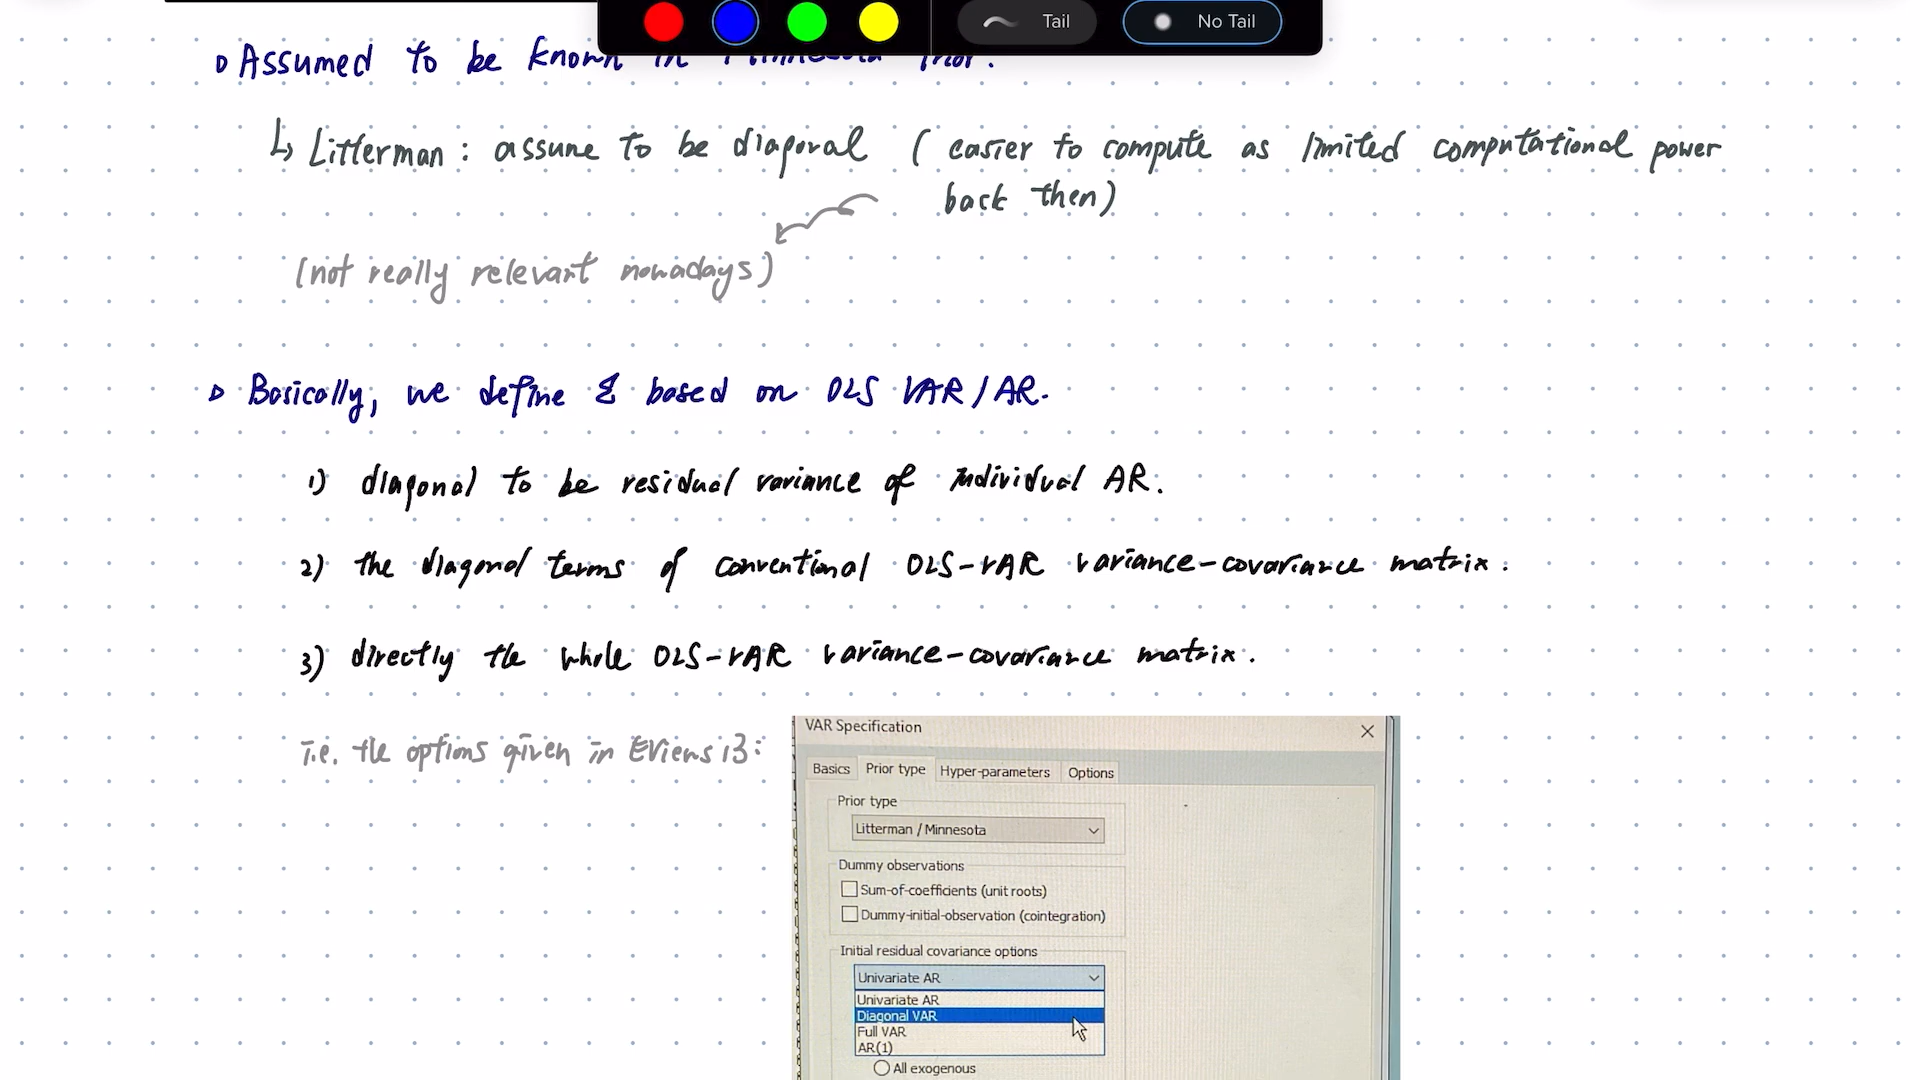 Tail
No Tail
Assumed to be known in Minnesota Prior.
Litterman: assume to be diagonal (easier to compute as limited computational power
back then)
(not really relevant nowadays)
Basically, we define Σ based on OLS VAR/AR.
1) diagonal to be residual variance of individual AR.
2) the diagonal terms of conventional OLS-VAR variance-covariance matrix.
3) directly the whole OLS-VAR variance-covariance matrix.
i.e. the options given in EViews 13:
VAR Specification
Basics Prior type Hyper-parameters Options
Prior type
Litterman / Minnesota
Dummy observations
Sum-of-coefficients (unit roots)
Dummy-initial-observation (cointegration)
Initial residual covariance options
Univariate AR
Univariate AR
Diagonal VAR
Full VAR
AR(1)
All exogenous